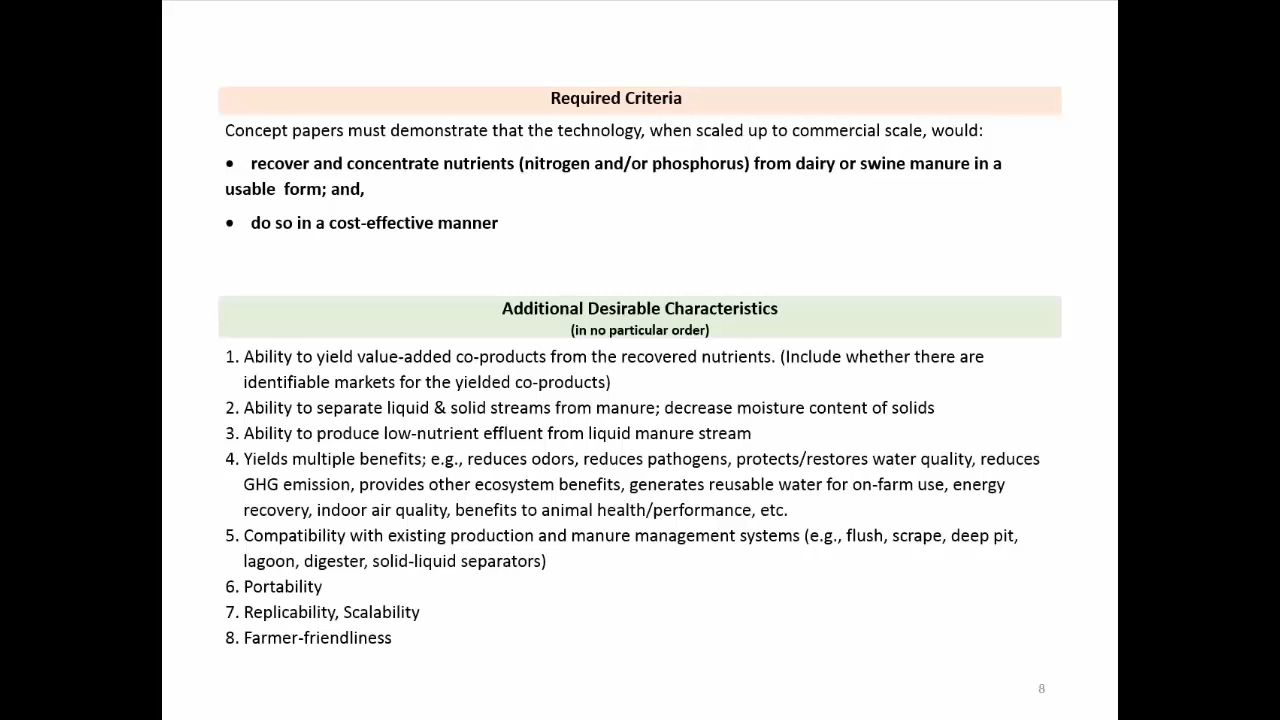 Required Criteria
Concept papers must demonstrate that the technology, when scaled up to commercial scale, would:
• recover and concentrate nutrients (nitrogen and/or phosphorus) from dairy or swine manure in a
usable  form; and,
• do so in a cost-effective manner
Additional Desirable Characteristics
(in no particular order)
1. Ability to yield value-added co-products from the recovered nutrients. (Include whether there are
identifiable markets for the yielded co-products)
2. Ability to separate liquid & solid streams from manure; decrease moisture content of solids
3. Ability to produce low-nutrient effluent from liquid manure stream
4. Yields multiple benefits; e.g., reduces odors, reduces pathogens, protects/restores water quality, reduces
GHG emission, provides other ecosystem benefits, generates reusable water for on-farm use, energy
recovery, indoor air quality, benefits to animal health/performance, etc.
5. Compatibility with existing production and manure management systems (e.g., flush, scrape, deep pit,
lagoon, digester, solid-liquid separators)
6. Portability
7. Replicability, Scalability
8. Farmer-friendliness
8